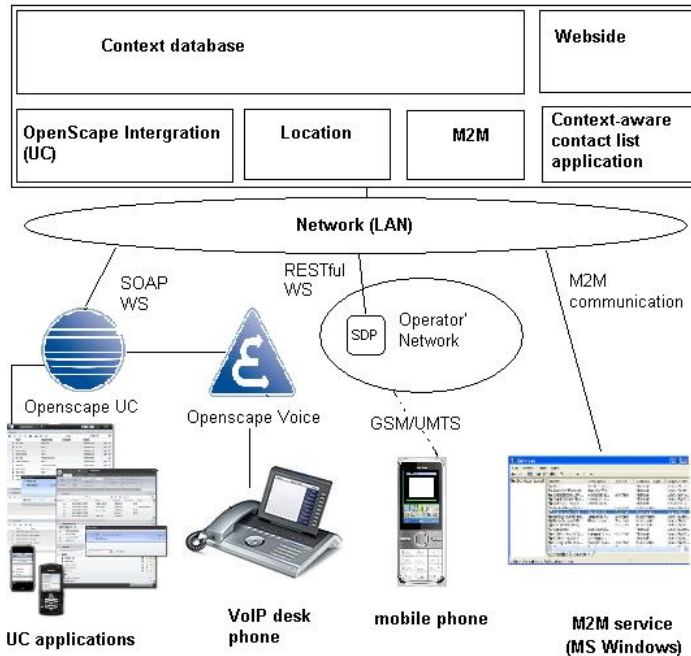 Context database
Webside
OpenScape Intergration
(UC)
Location
M2M
Context-aware
contact list
application
Network (LAN)
SOAP
WS
RESTful
WS
M2M
communication
SDP
Operator'
Network
Openscape UC
Openscape Voice
GSM/UMTS
UC applications
VoIP desk
phone
mobile phone
M2M service
(MS Windows)